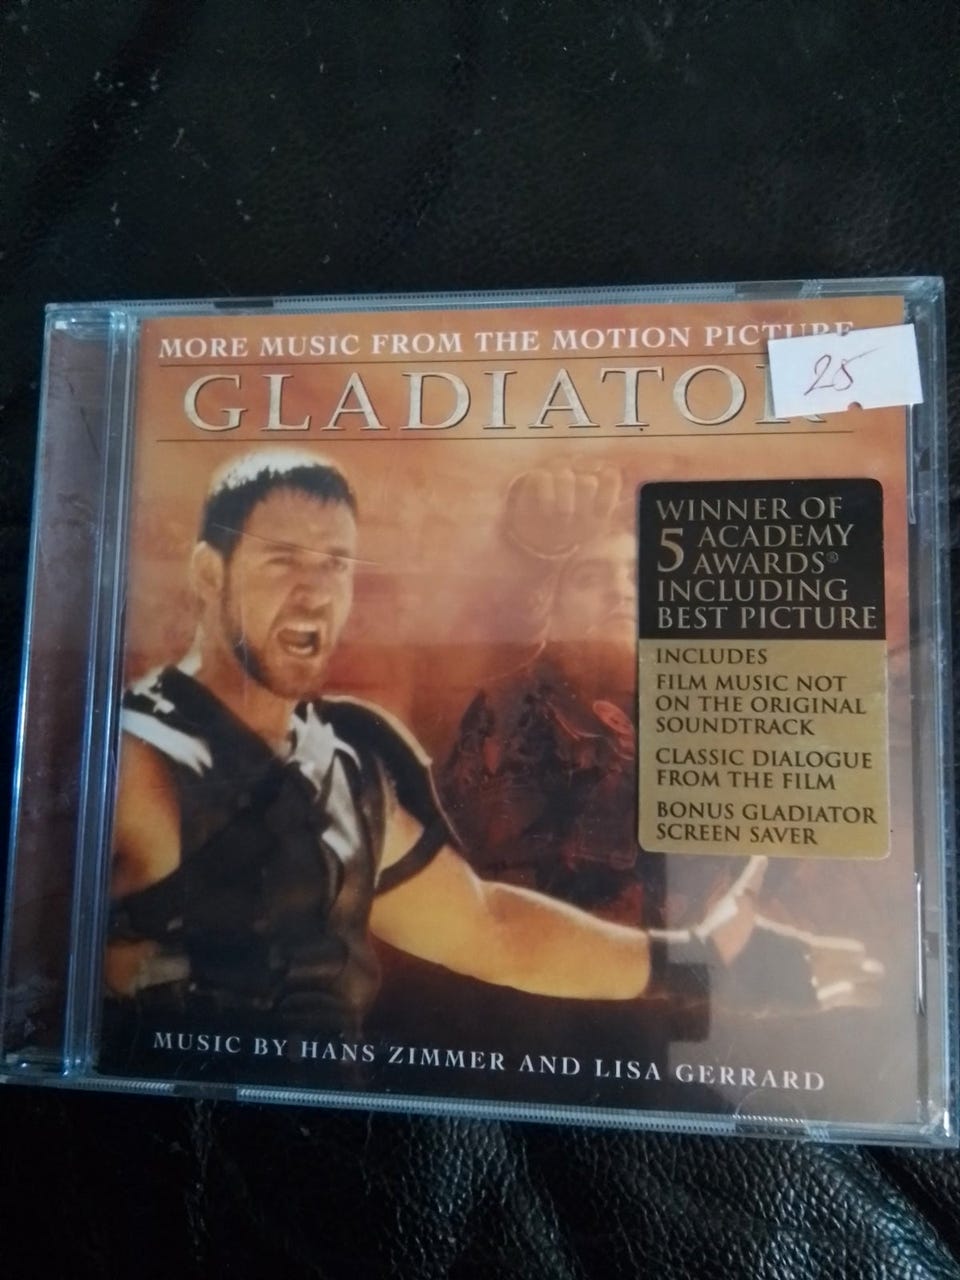 MORE MUSIC FROM THE MOTION PICTURE
GLADIATOR
25
WINNER OF
5 ACADEMY
AWARDS®
INCLUDING
BEST PICTURE
INCLUDES
FILM MUSIC NOT
ON THE ORIGINAL
SOUNDTRACK
CLASSIC DIALOGUE
FROM THE FILM
BONUS GLADIATOR
SCREEN SAVER
MUSIC BY HANS ZIMMER AND LISA GERRARD